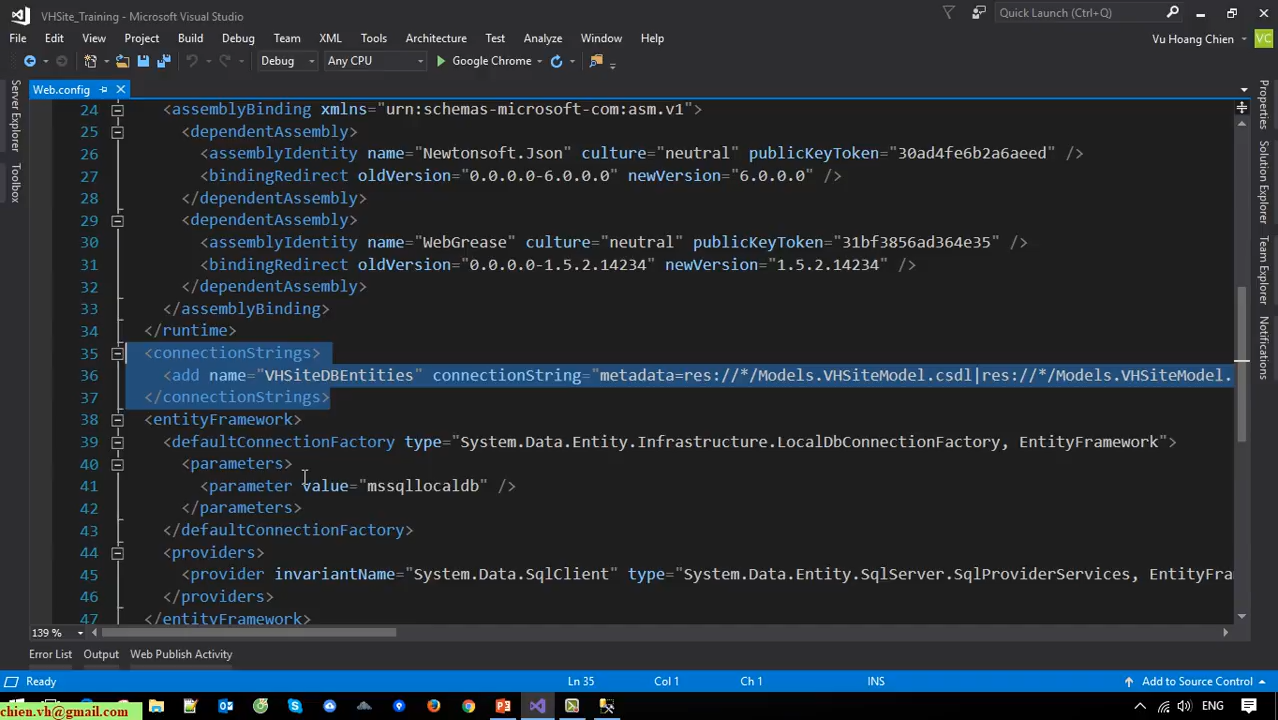 VHSite_Training - Microsoft Visual Studio
Quick Launch (Ctrl+Q)
File Edit View Project Build Debug Team XML Tools Architecture Test Analyze Window Help
Vu Hoang Chien VC
Debug Any CPU Google Chrome
Web.config
Server Explorer
Toolbox
24 <assemblyBinding xmlns="urn:schemas-microsoft-com:asm.v1">
25 <dependentAssembly>
26 <assemblyIdentity name="Newtonsoft.Json" culture="neutral" publicKeyToken="30ad4fe6b2a6aeed" />
27 <bindingRedirect oldVersion="0.0.0.0-6.0.0.0" newVersion="6.0.0.0" />
28 </dependentAssembly>
29 <dependentAssembly>
30 <assemblyIdentity name="WebGrease" culture="neutral" publicKeyToken="31bf3856ad364e35" />
31 <bindingRedirect oldVersion="0.0.0.0-1.5.2.14234" newVersion="1.5.2.14234" />
32 </dependentAssembly>
33 </assemblyBinding>
34 </runtime>
35 <connectionStrings>
36 <add name="VHSiteDBEntities" connectionString="metadata=res://*/Models.VHSiteModel.csdl|res://*/Models.VHSiteModel.
37 </connectionStrings>
38 <entityFramework>
39 <defaultConnectionFactory type="System.Data.Entity.Infrastructure.LocalDbConnectionFactory, EntityFramework">
40 <parameters>
41 <parameter value="mssqllocaldb" />
42 </parameters>
43 </defaultConnectionFactory>
44 <providers>
45 <provider invariantName="System.Data.SqlClient" type="System.Data.Entity.SqlServer.SqlProviderServices, EntityFra
46 </providers>
47 </entityFramework>
Properties
Solution Explorer
Team Explorer
Notifications
139 %
Error List Output Web Publish Activity
Ready Ln 35 Col 1 Ch 1 INS Add to Source Control
chien.vh@gmail.com
ENG